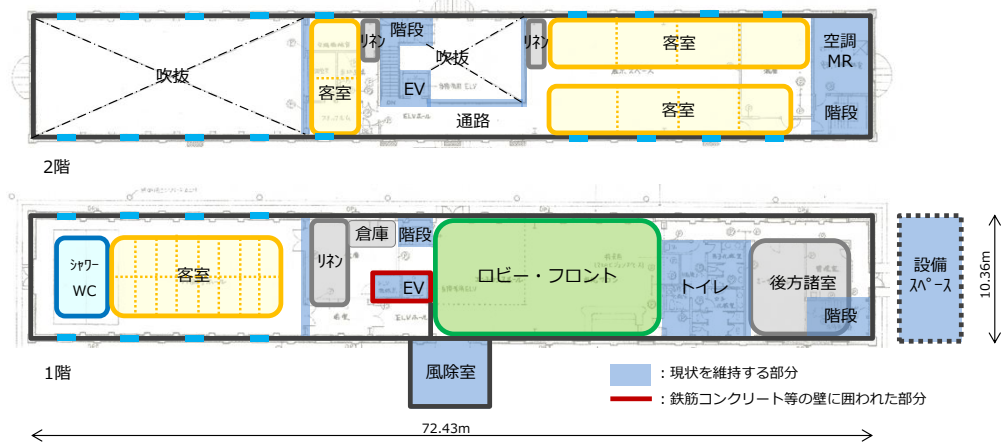 吹抜
客室
リネン
階段
EV
吹抜
通路
リネン
客室
客室
空調
MR
階段
2階
シャワー
WC
客室
リネン
倉庫
階段
EV
ロビー・フロント
トイレ
後方諸室
階段
設備
スペース
10.36m
1階
風除室
：現状を維持する部分
：鉄筋コンクリート等の壁に囲われた部分
72.43m